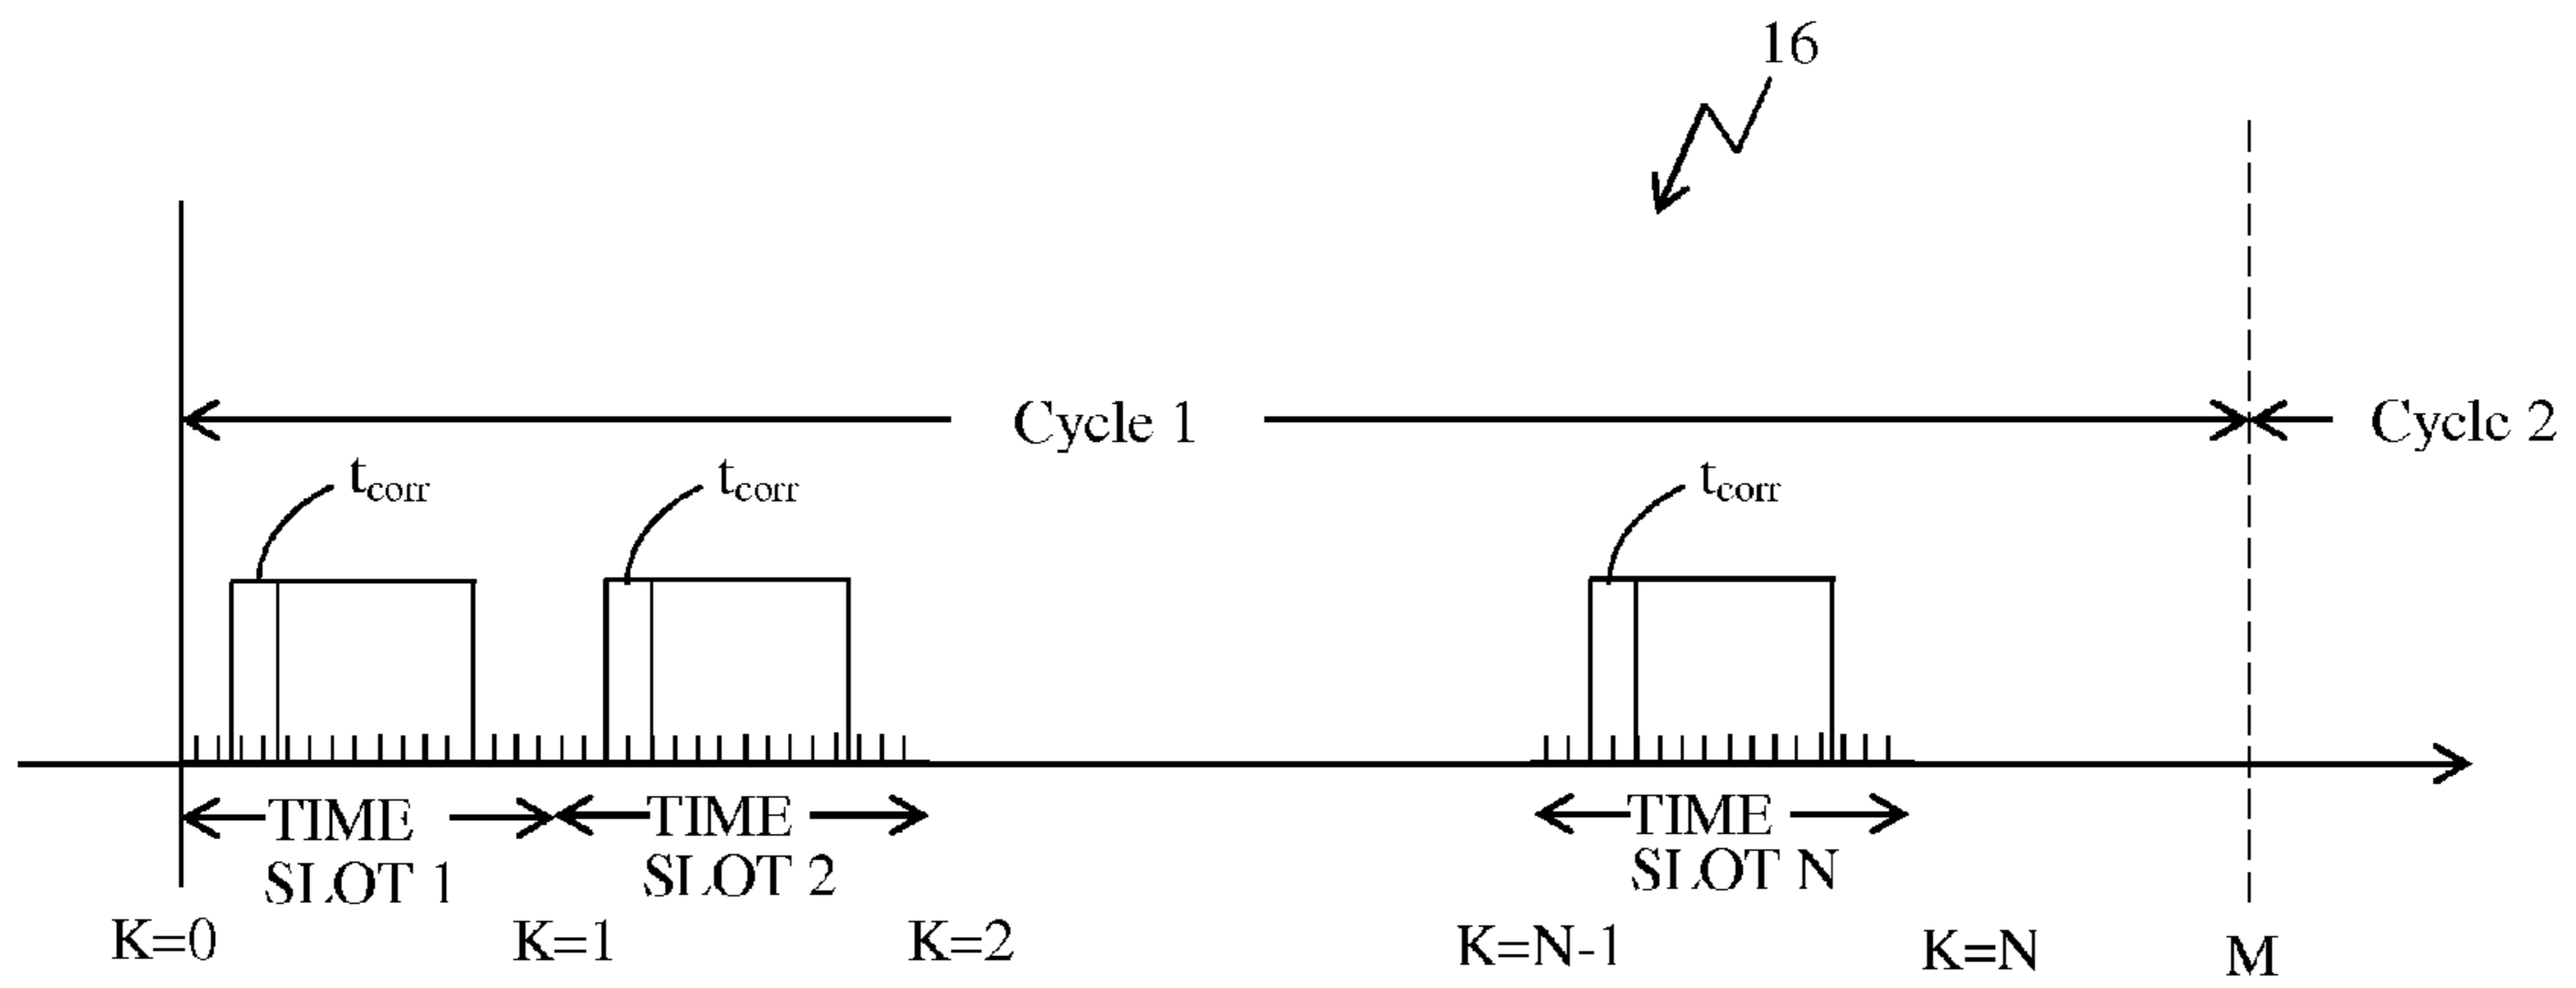 16
Cycle 1
Cycle 2
tcorr
tcorr
tcorr
TIME
SLOT 1
TIME
SLOT 2
TIME
SLOT N
K=0
K=1
K=2
K=N-1
K=N
M